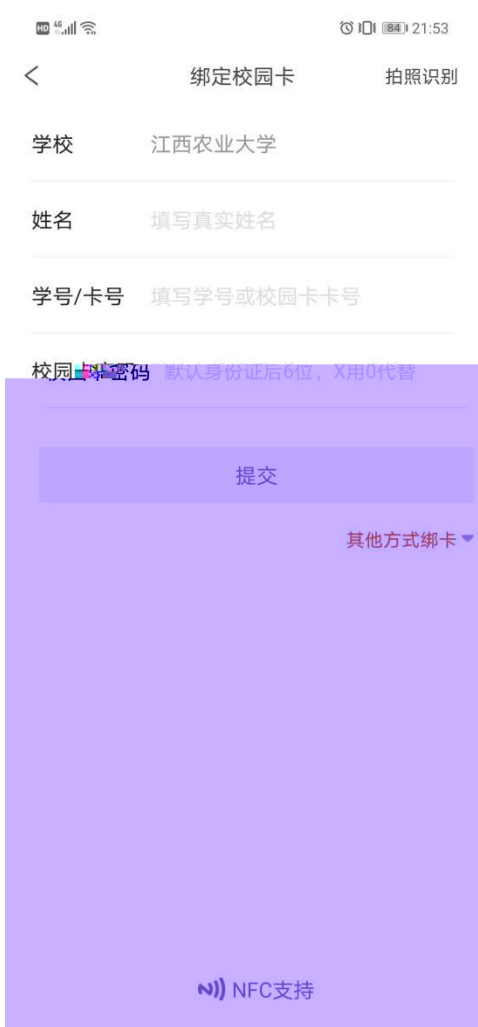 HD 4G 84 21:53
绑定校园卡 拍照识别
学校 江西农业大学
姓名 填写真实姓名
学号/卡号 填写学号或校园卡卡号
校园卡密码 默认身份证后6位，X用0代替
提交
其他方式绑卡
NFC支持